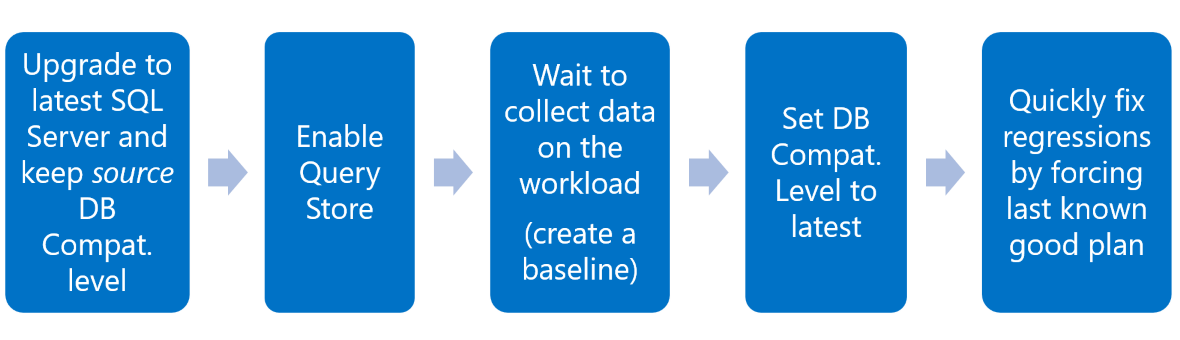 Upgrade to
latest SQL
Server and
keep source
DB
Compat.
level
Enable
Query
Store
Wait to
collect data
on the
workload
(create a
baseline)
Set DB
Compat.
Level to
latest
Quickly fix
regressions
by forcing
last known
good plan